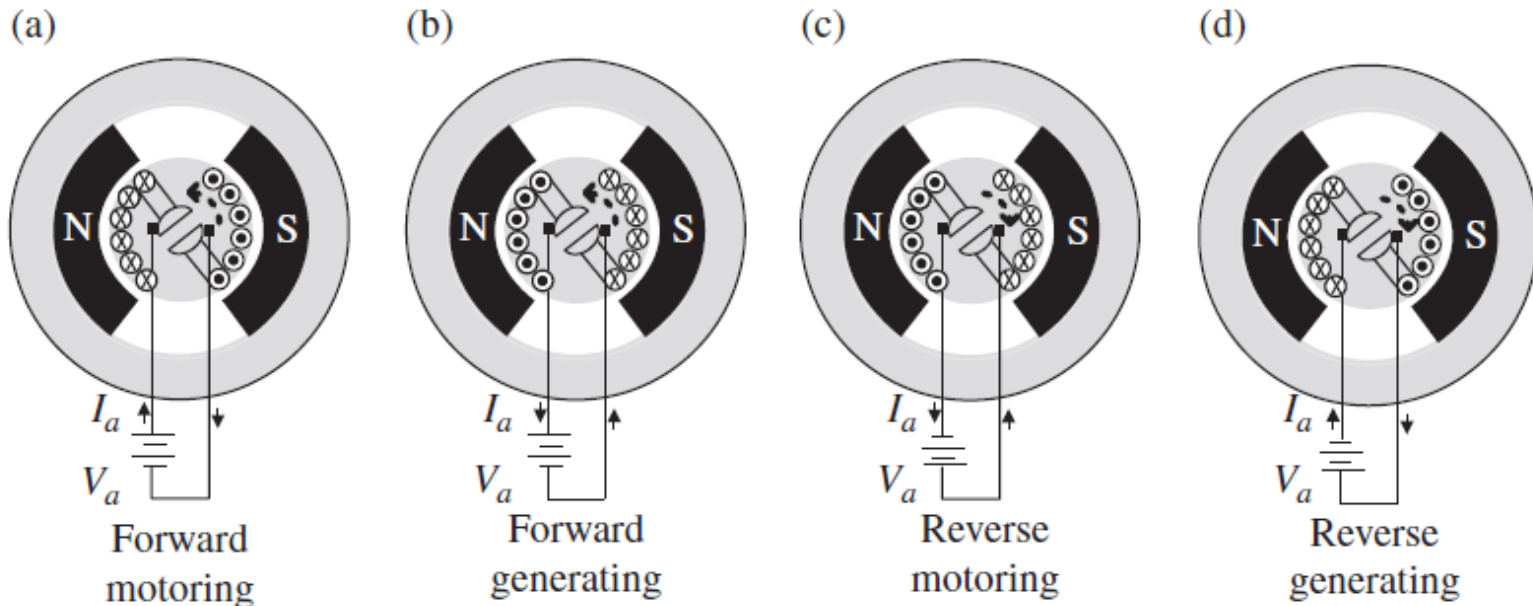 (a) (b) (c) (d)
N S N S N S N S
I_a I_a I_a I_a
V_a V_a V_a V_a
Forward Forward Reverse Reverse
motoring generating motoring generating